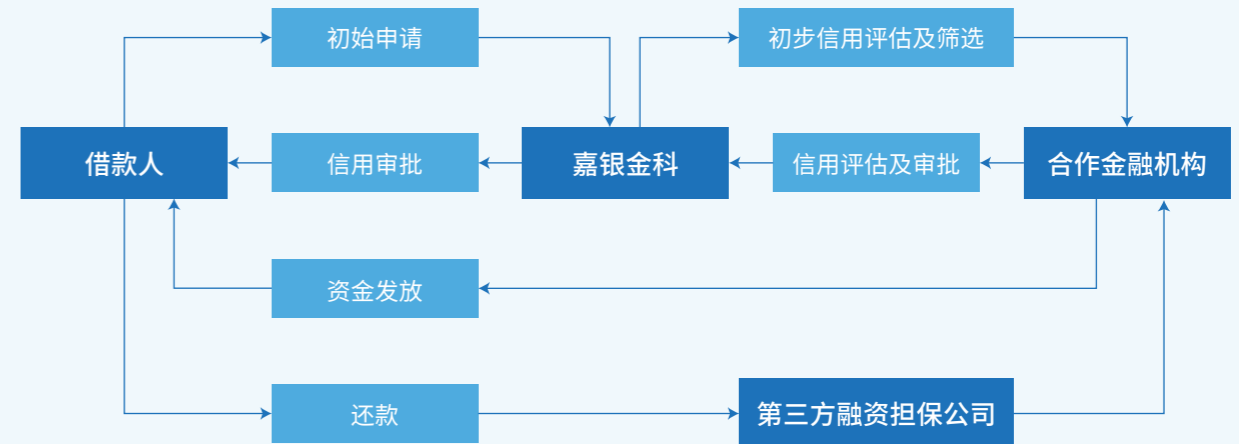 初始申请
初步信用评估及筛选
借款人
信用审批
嘉银金科
信用评估及审批
合作金融机构
资金发放
还款
第三方融资担保公司